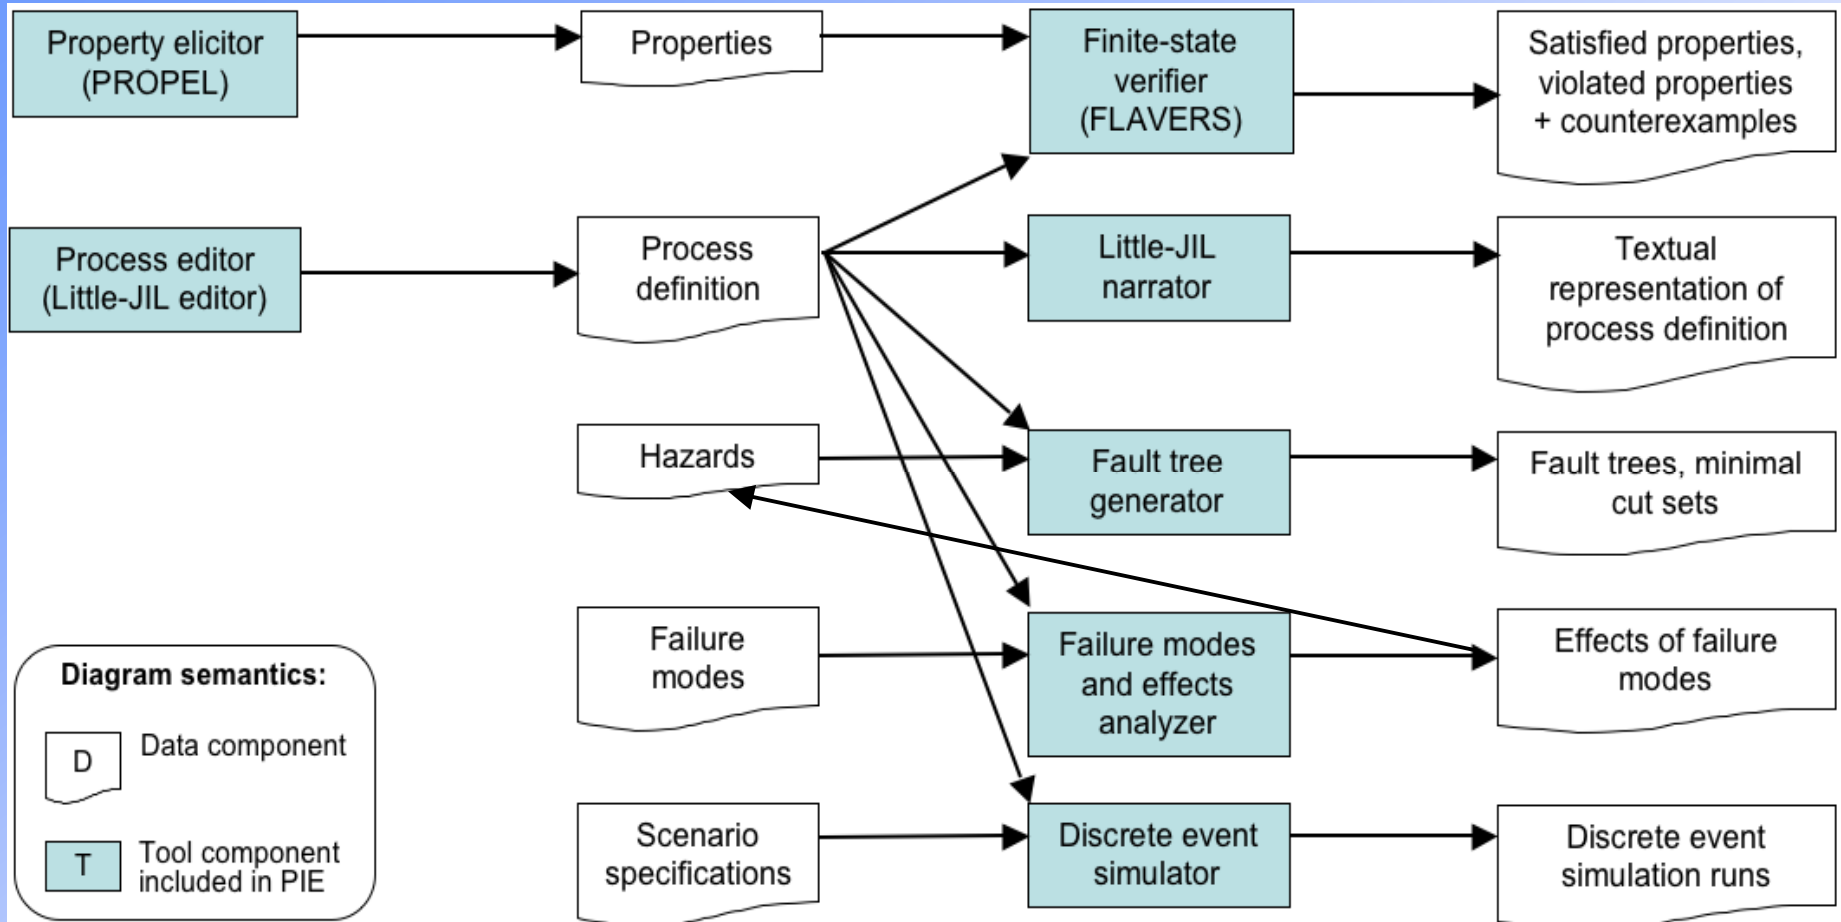 Property elicitor
(PROPEL)
Properties
Finite-state
verifier
(FLAVERS)
Satisfied properties,
violated properties
+ counterexamples
Process editor
(Little-JIL editor)
Process
definition
Little-JIL
narrator
Textual
representation of
process definition
Hazards
Fault tree
generator
Fault trees, minimal
cut sets
Failure
modes
Failure modes
and effects
analyzer
Effects of failure
modes
Scenario
specifications
Discrete event
simulator
Discrete event
simulation runs
Diagram semantics:
D
Data component
T
Tool component
included in PIE